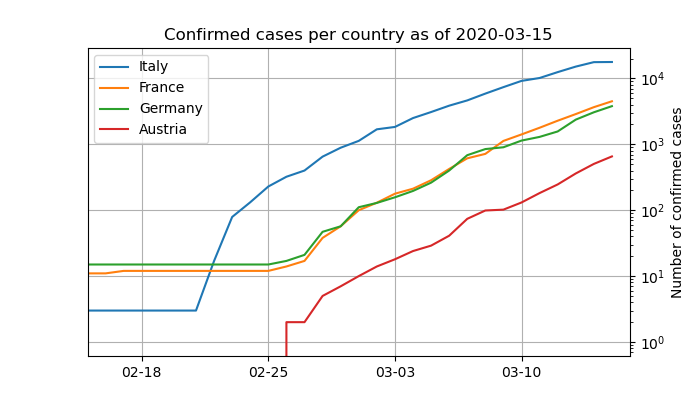 Confirmed cases per country as of 2020-03-15
Italy
France
Germany
Austria
10⁴
10³
10²
10¹
10⁰
Number of confirmed cases
02-18 02-25 03-03 03-10